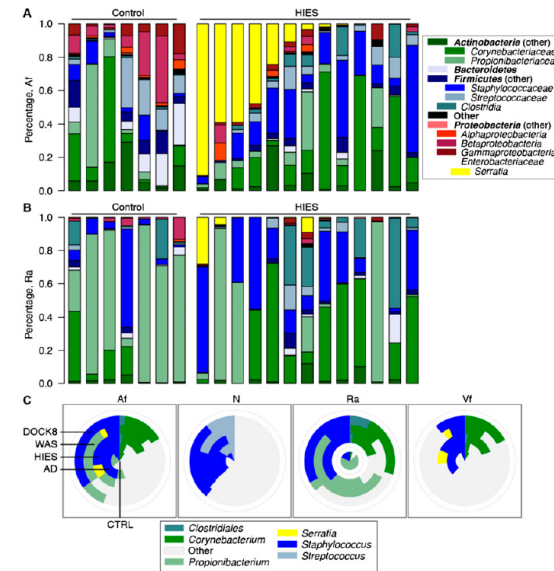 A
Control
HIES
Percentage, Af
1.0
0.8
0.6
0.4
0.2
0.0
Actinobacteria (other)
Corynebacteriaceae
Propionibacteriaceae
Bacteroidetes
Firmicutes (other)
Staphylococcaceae
Streptococcaceae
Clostridia
Other
Proteobacteria (other)
Alphaproteobacteria
Betaproteobacteria
Gammaproteobacteria
Enterobacteriaceae
Serratia
B
Control
HIES
Percentage, Ra
1.0
0.8
0.6
0.4
0.2
0.0
C
Af
N
Ra
Vf
DOCK8
WAS
HIES
AD
CTRL
Clostridiales
Corynebacterium
Other
Propionibacterium
Serratia
Staphylococcus
Streptococcus